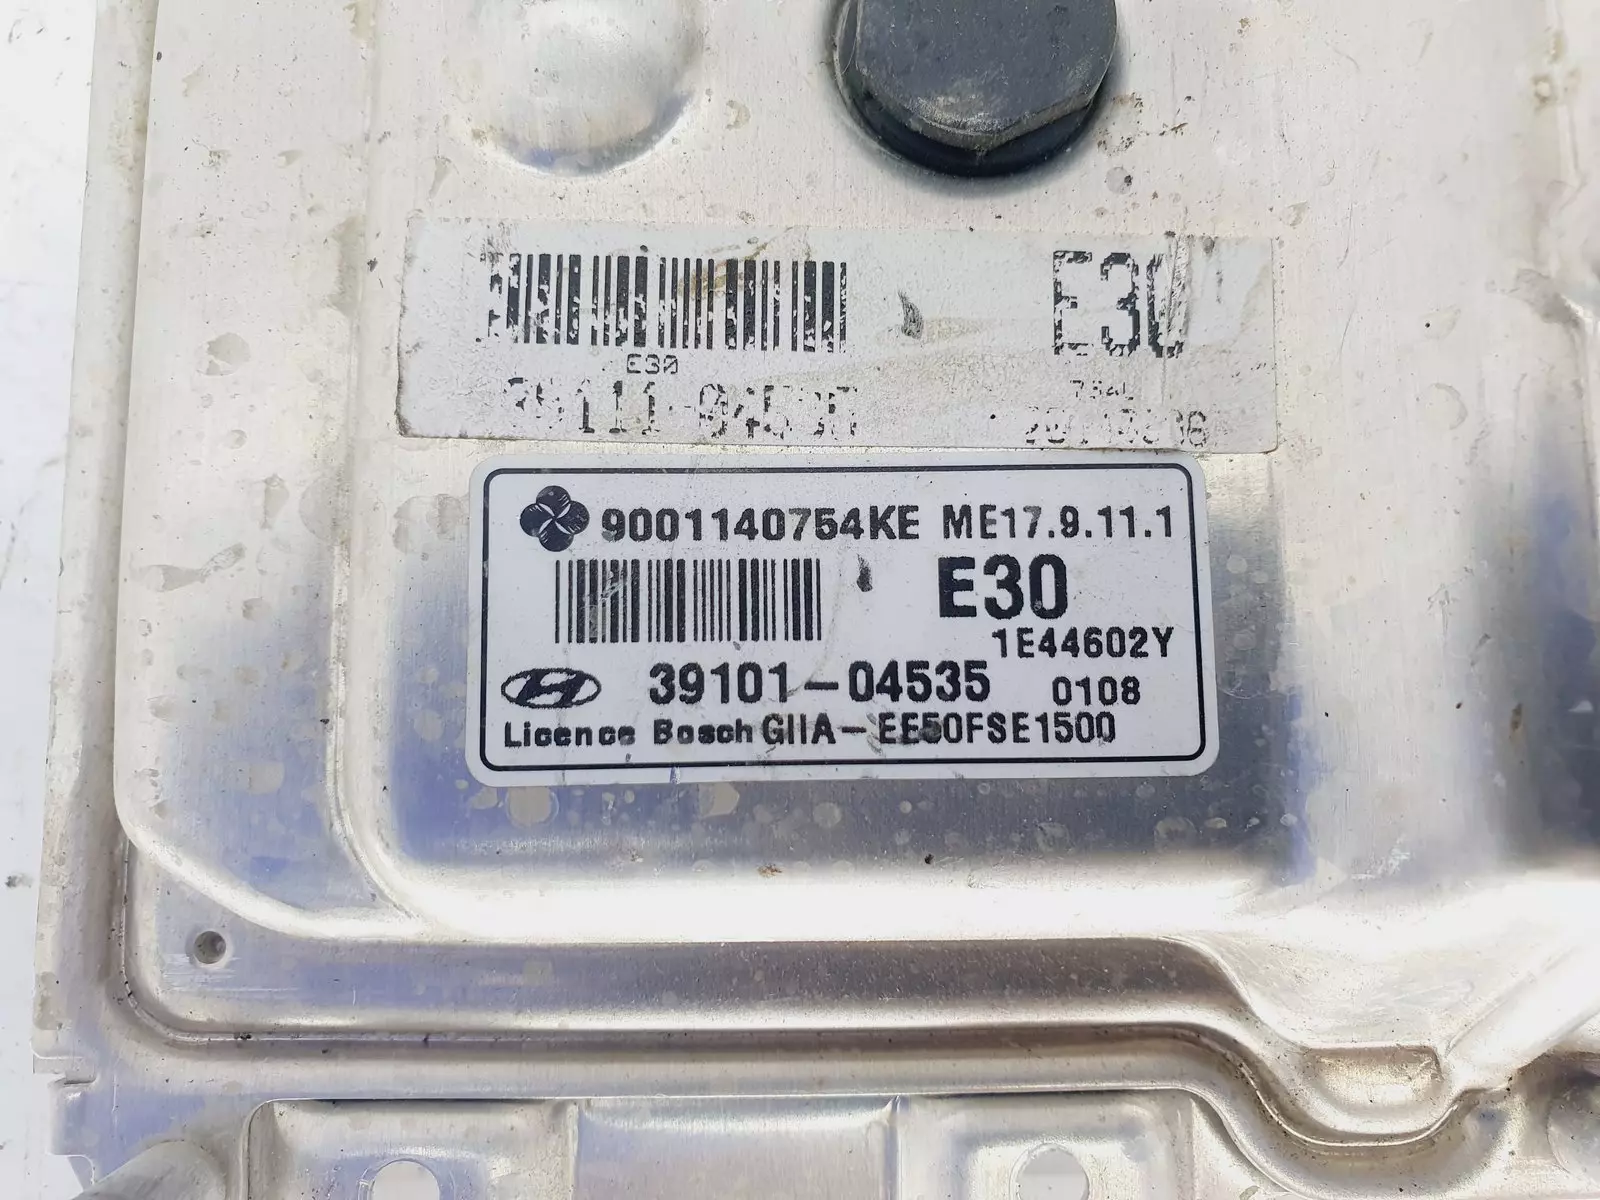 E30
E30
9001140754KE ME17.9.11.1
E30
1E44602Y
39101-04535 0108
Licence Bosch GIIA-EE50FSE1500